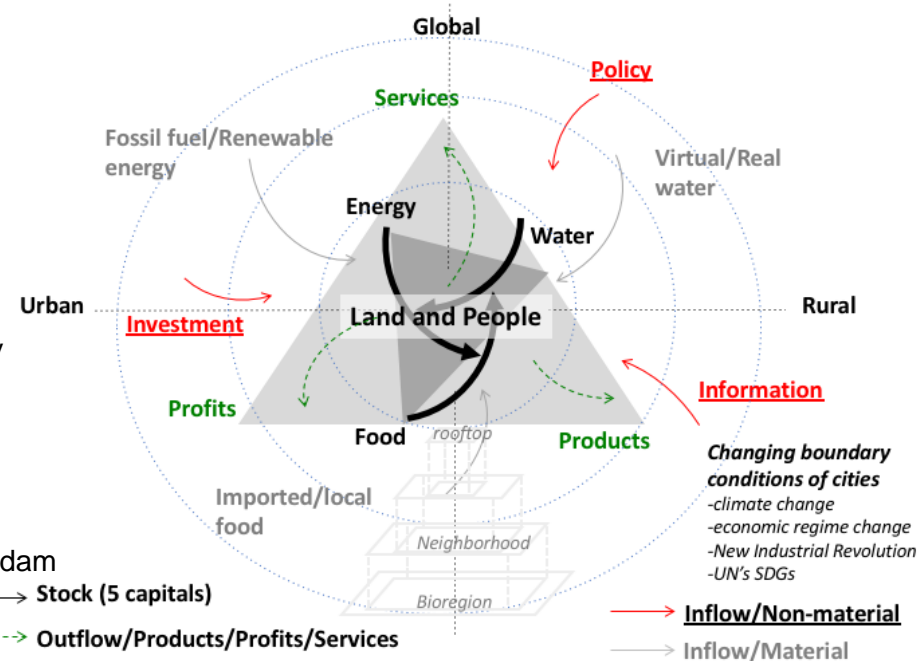 Global
Policy
Services
Fossil fuel/Renewable
energy
Virtual/Real
water
Energy
Water
Urban
Land and People
Rural
Investment
y
Information
Profits
Food
rooftop
Products
Changing boundary
conditions of cities
-climate change
-economic regime change
-New Industrial Revolution
-UN's SDGs
Imported/local
food
Neighborhood
dam
Bioregion
Stock (5 capitals)
Inflow/Non-material
Outflow/Products/Profits/Services
Inflow/Material